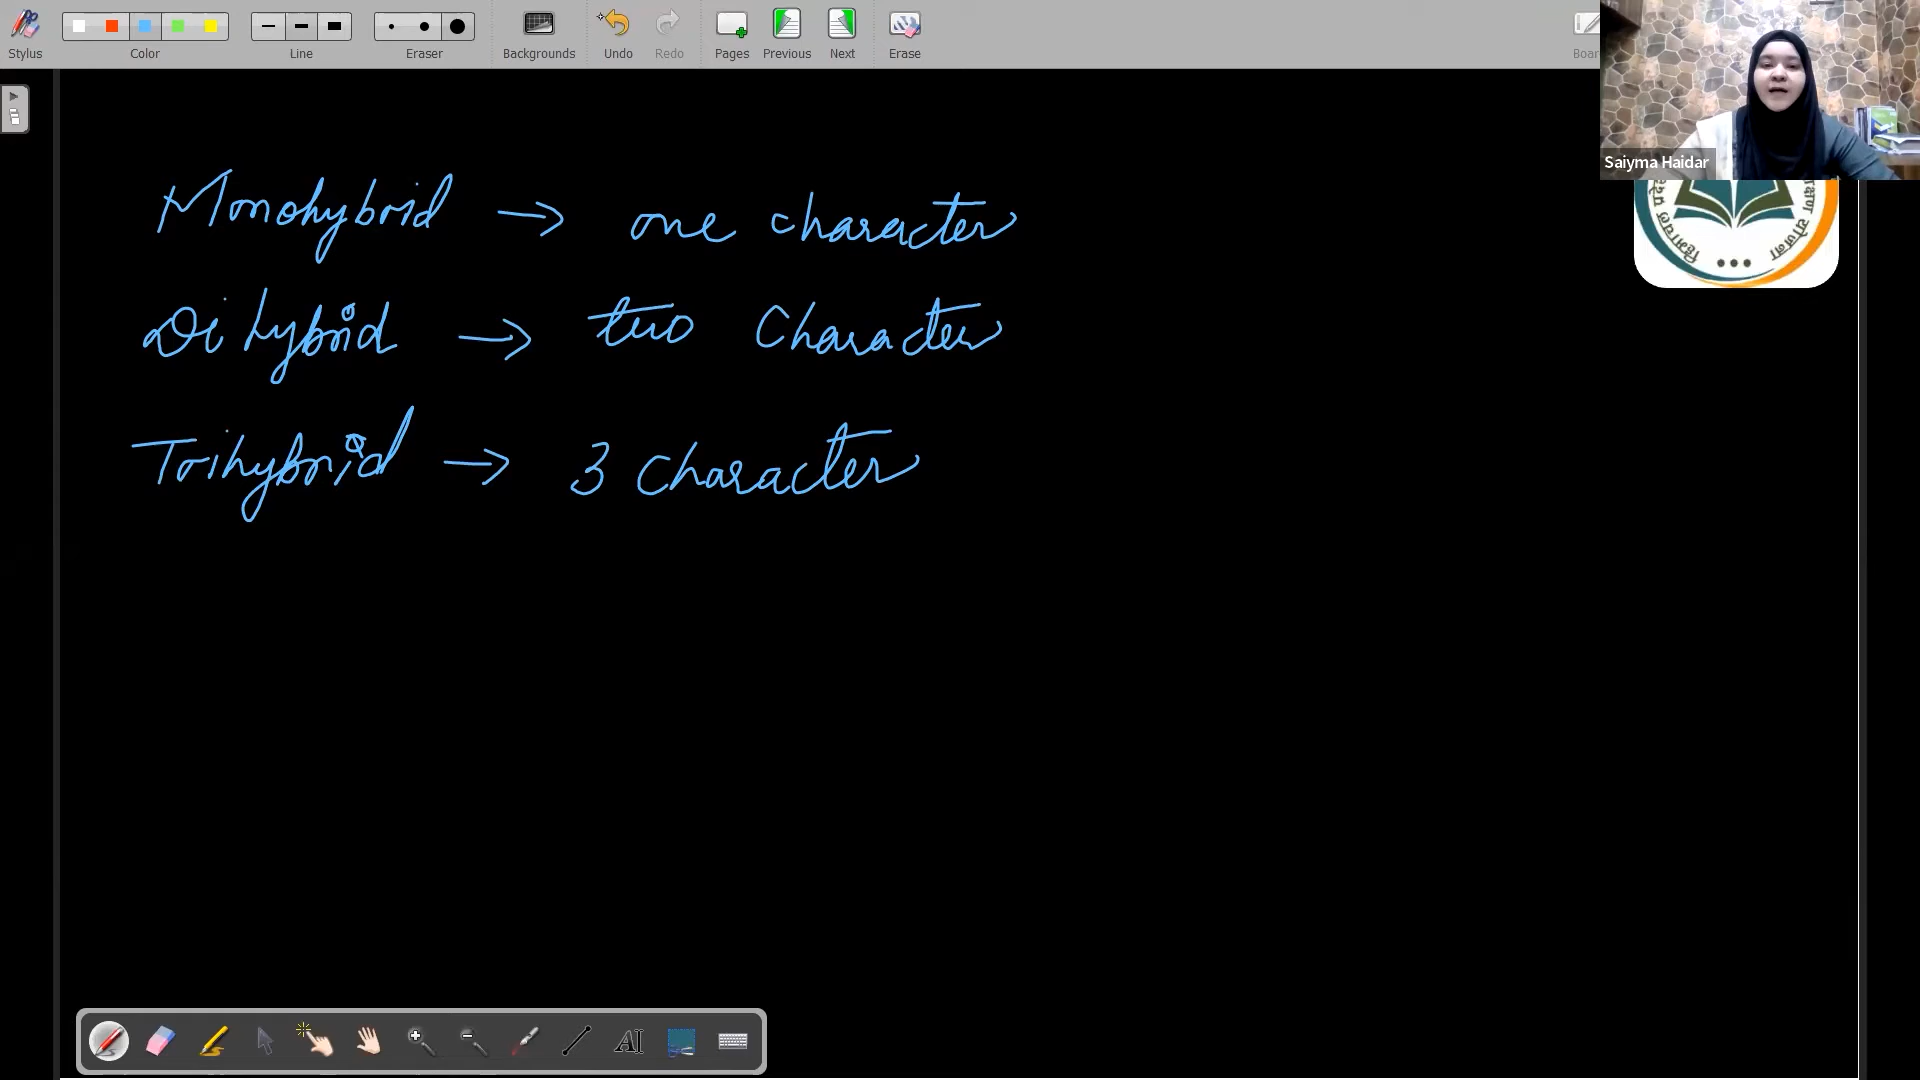 Stylus Color Line Eraser Backgrounds Undo Redo Pages Previous Next Erase
Saiyma Haidar
Monohybrid → one character
Dihybrid → two Character
Trihybrid → 3 Character